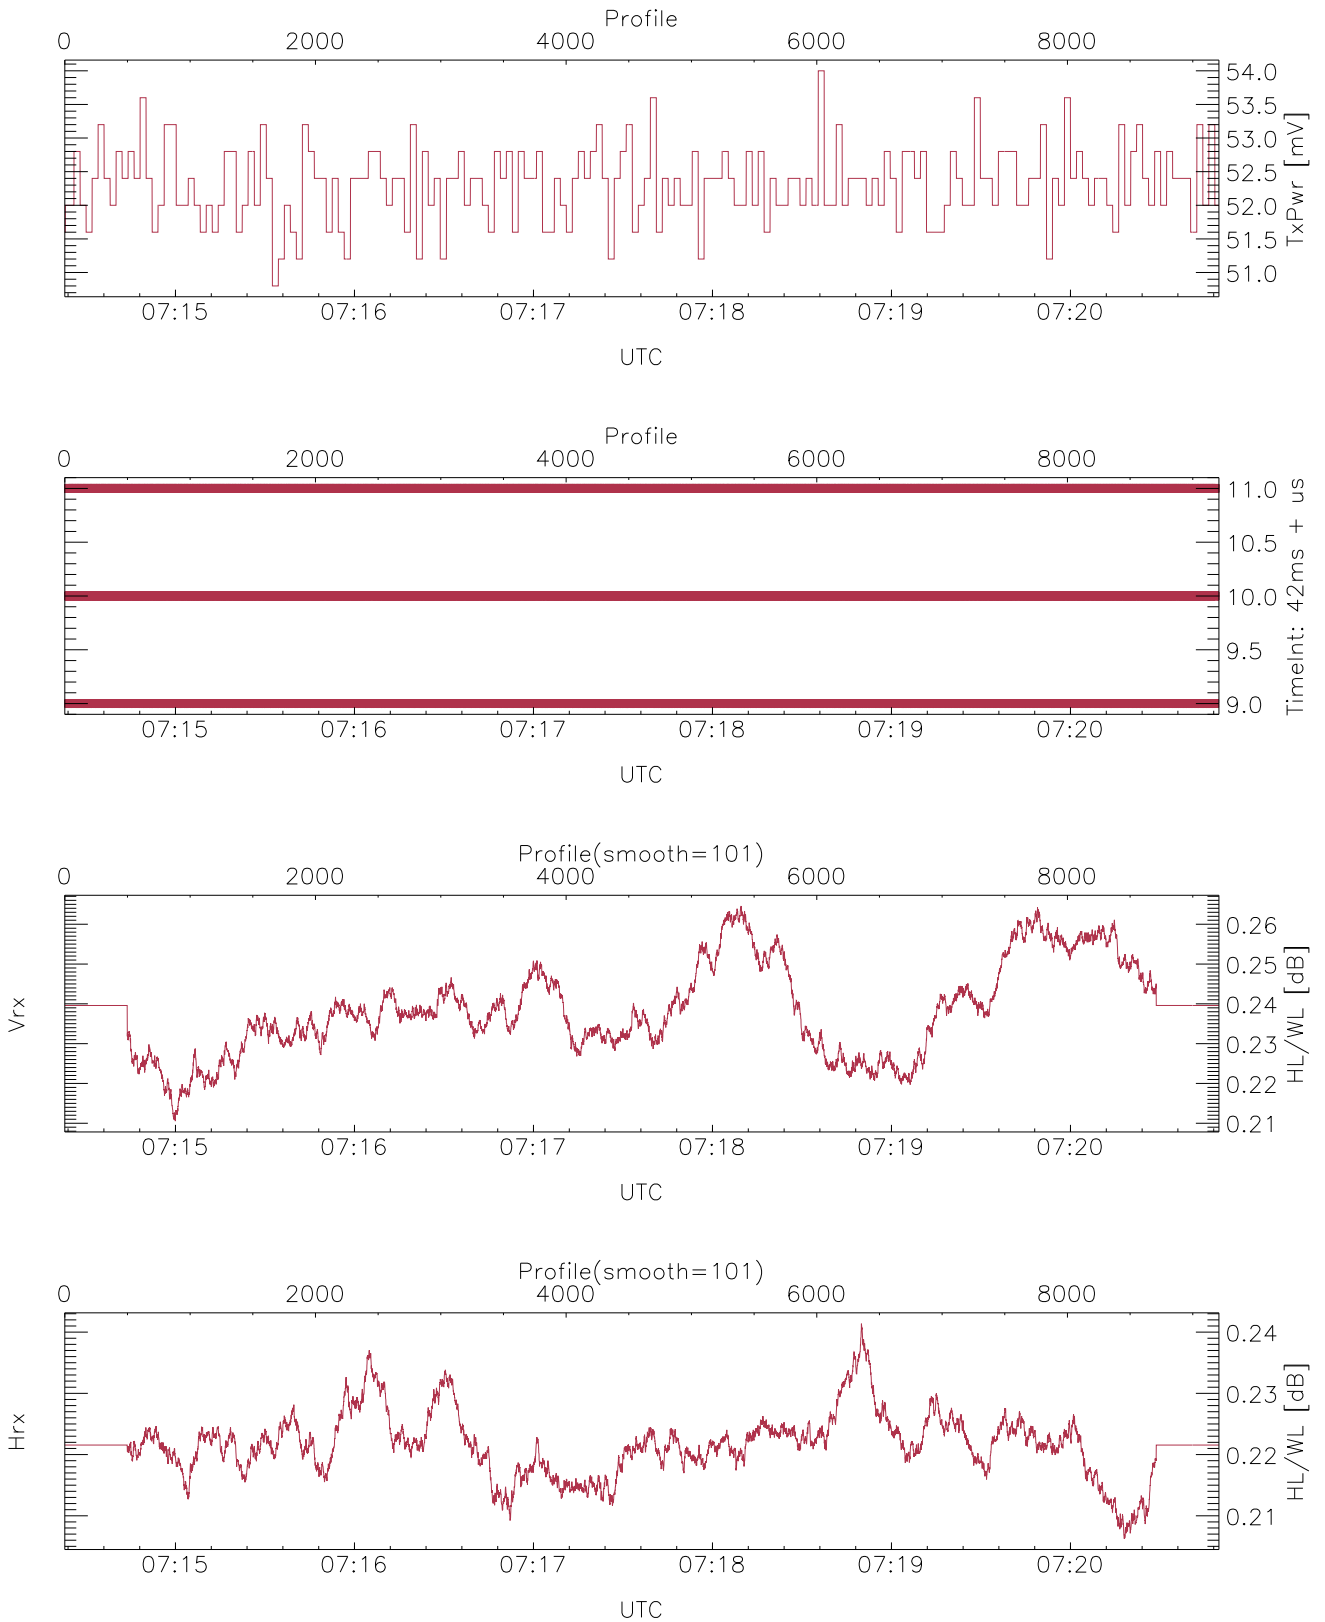 Profile
0 2000 4000 6000 8000
54.0
53.5
53.0
52.5
52.0
51.5
51.0
TxPwr [mV]
07:15 07:16 07:17 07:18 07:19 07:20
UTC
Profile
0 2000 4000 6000 8000
11.0
10.5
10.0
9.5
9.0
TimeInt: 42ms + us
07:15 07:16 07:17 07:18 07:19 07:20
UTC
Profile(smooth=101)
0 2000 4000 6000 8000
Vrx
0.26
0.25
0.24
0.23
0.22
0.21
HL/WL [dB]
07:15 07:16 07:17 07:18 07:19 07:20
UTC
Profile(smooth=101)
0 2000 4000 6000 8000
Hrx
0.24
0.23
0.22
0.21
HL/WL [dB]
07:15 07:16 07:17 07:18 07:19 07:20
UTC